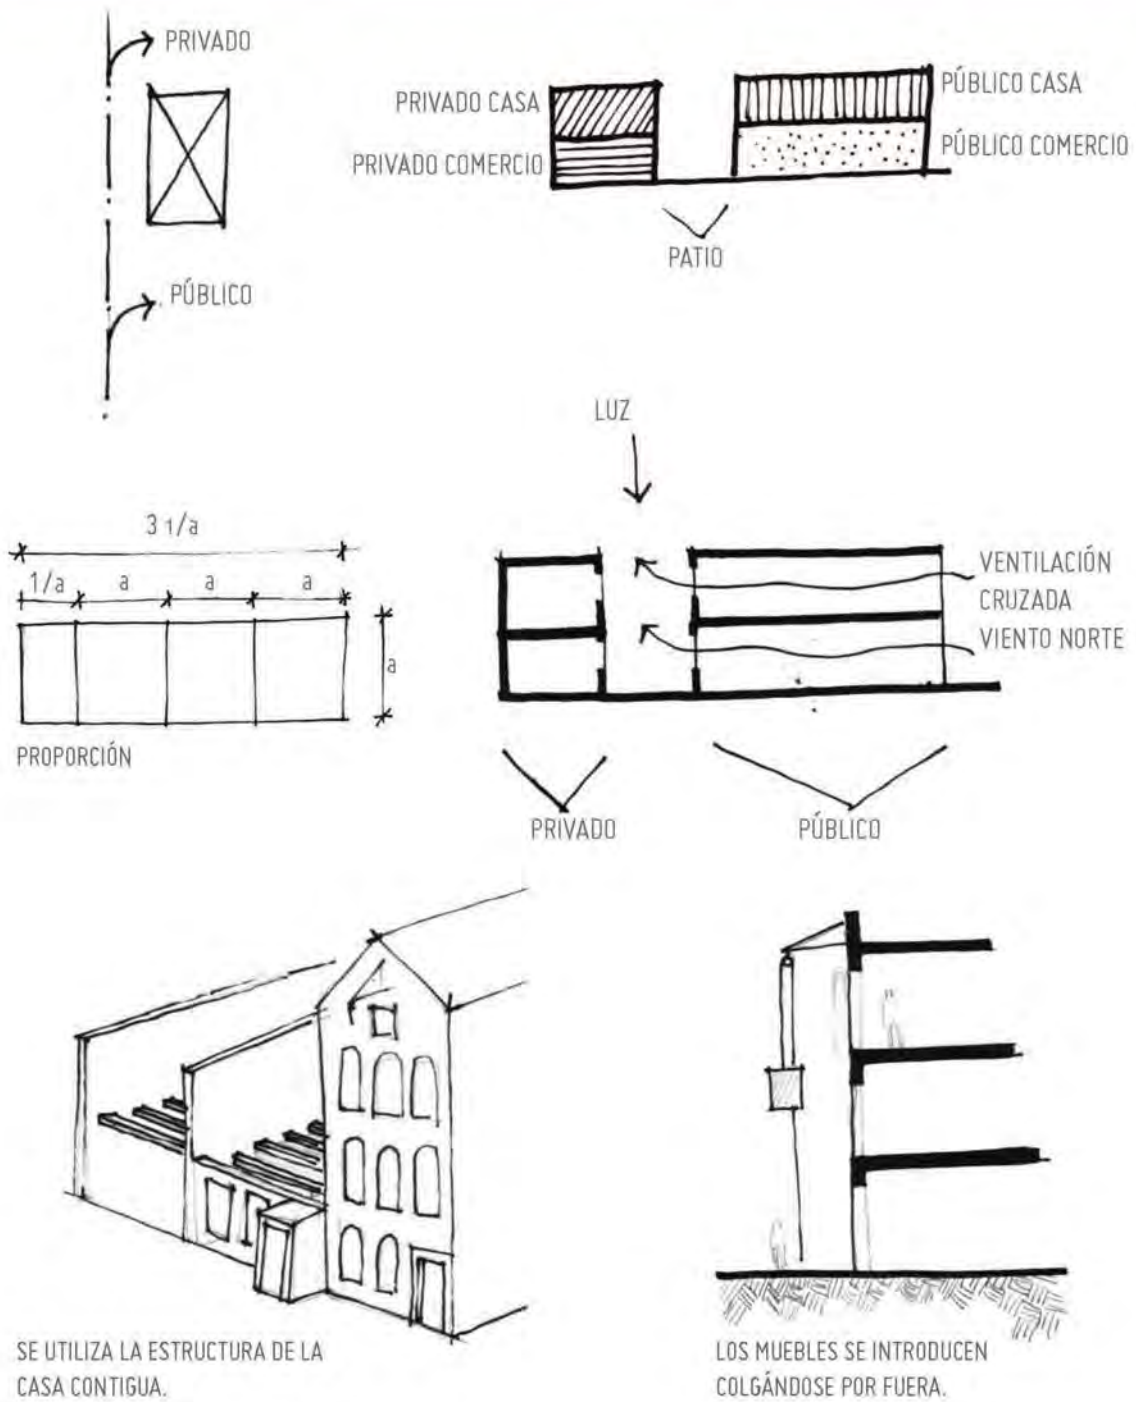 PRIVADO
PÚBLICO
PRIVADO CASA
PRIVADO COMERCIO
PÚBLICO CASA
PÚBLICO COMERCIO
PATIO
3 1/a
1/a a a a
a
PROPORCIÓN
LUZ
VENTILACIÓN
CRUZADA
VIENTO NORTE
PRIVADO
PÚBLICO
SE UTILIZA LA ESTRUCTURA DE LA
CASA CONTIGUA.
LOS MUEBLES SE INTRODUCEN
COLGÁNDOSE POR FUERA.